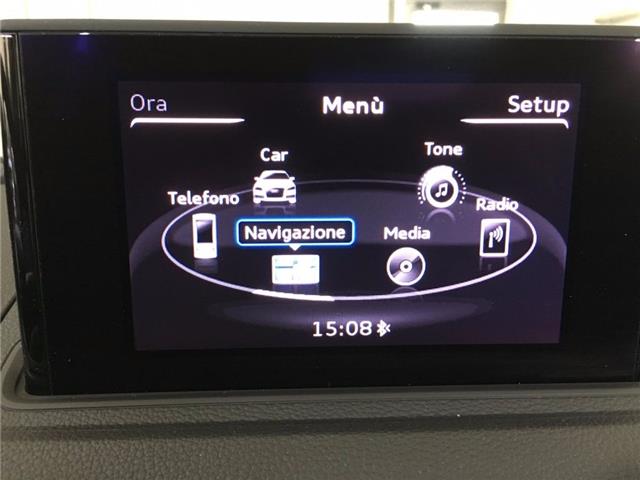 Ora Menù Setup
Car Tone
Telefono Radio
Navigazione Media
15:08